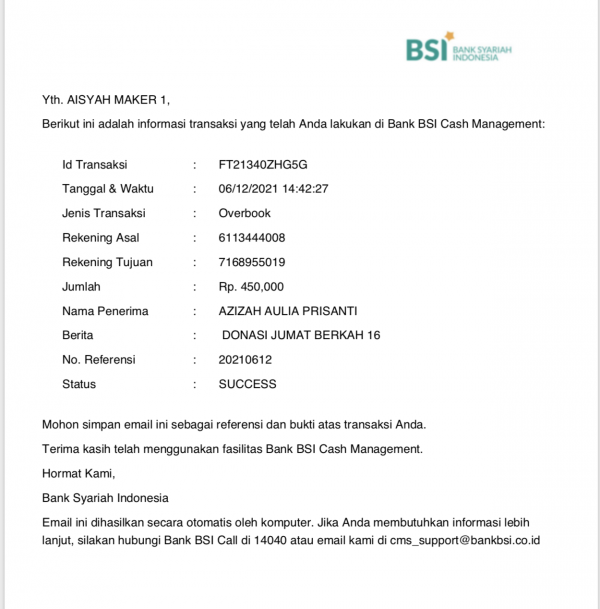 BSI BANK SYARIAH
INDONESIA
Yth. AISYAH MAKER 1,
Berikut ini adalah informasi transaksi yang telah Anda lakukan di Bank BSI Cash Management:
Id Transaksi : FT21340ZHG5G
Tanggal & Waktu : 06/12/2021 14:42:27
Jenis Transaksi : Overbook
Rekening Asal : 6113444008
Rekening Tujuan : 7168955019
Jumlah : Rp. 450,000
Nama Penerima : AZIZAH AULIA PRISANTI
Berita : DONASI JUMAT BERKAH 16
No. Referensi : 20210612
Status : SUCCESS
Mohon simpan email ini sebagai referensi dan bukti atas transaksi Anda.
Terima kasih telah menggunakan fasilitas Bank BSI Cash Management.
Hormat Kami,
Bank Syariah Indonesia
Email ini dihasilkan secara otomatis oleh komputer. Jika Anda membutuhkan informasi lebih
lanjut, silakan hubungi Bank BSI Call di 14040 atau email kami di cms_support@bankbsi.co.id